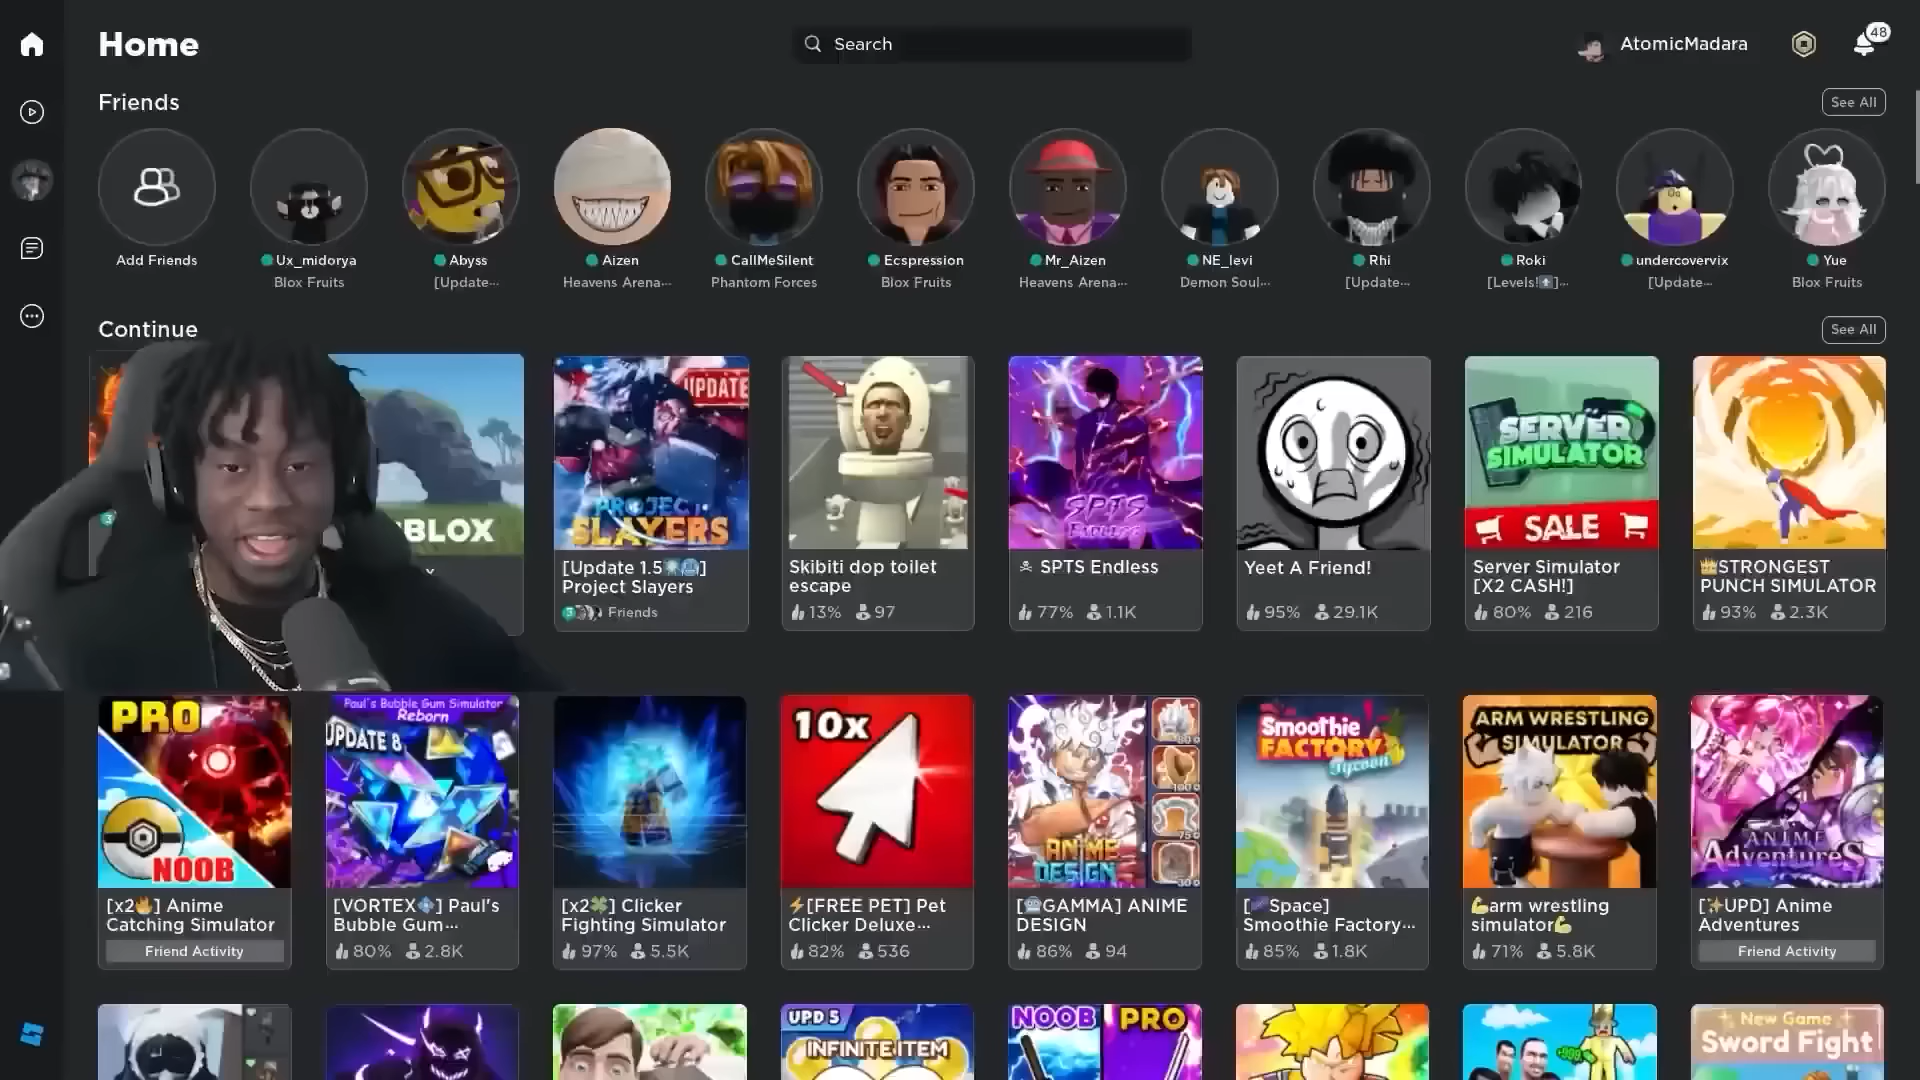 Home
Search
AtomicMadara
48
Friends
See All
Add Friends
Ux_midorya
Blox Fruits
Abyss
[Update...
Aizen
Heavens Arena...
CallMeSilent
Phantom Forces
Ecspression
Blox Fruits
Mr_Aizen
Heavens Arena...
NE_levi
Demon Soul...
Rhi
[Update...
Roki
[Levels!⬆️]...
undercovervix
[Update...
Yue
Blox Fruits
Continue
See All
BLOX
UPDATE
PROJECT
SLAYERS
SPTS
Endless
SERVER
SIMULATOR
SALE
[Update 1.5]
Project Slayers
3 Friends
Skibiti dop toilet
escape
13% 97
☠ SPTS Endless
77% 1.1K
Yeet A Friend!
95% 29.1K
Server Simulator
[X2 CASH!]
80% 216
👑STRONGEST
PUNCH SIMULATOR
93% 2.3K
PRO
NOOB
Paul's Bubble Gum Simulator
Reborn
UPDATE 8
10x
ANIME
DESIGN
Smoothie
FACTORY
Tycoon
ARM WRESTLING
SIMULATOR
ANIME
Adventures
[x2🔥] Anime
Catching Simulator
Friend Activity
[VORTEX💠] Paul's
Bubble Gum...
80% 2.8K
[x2🍀] Clicker
Fighting Simulator
97% 5.5K
⚡[FREE PET] Pet
Clicker Deluxe...
82% 536
[GAMMA] ANIME
DESIGN
86% 94
[🌌Space]
Smoothie Factory...
85% 1.8K
💪arm wrestling
simulator💪
71% 5.8K
[✨UPD] Anime
Adventures
Friend Activity
UPD 5
INFINITE ITEM
NOOB PRO
+999
New Game
Sword Fight